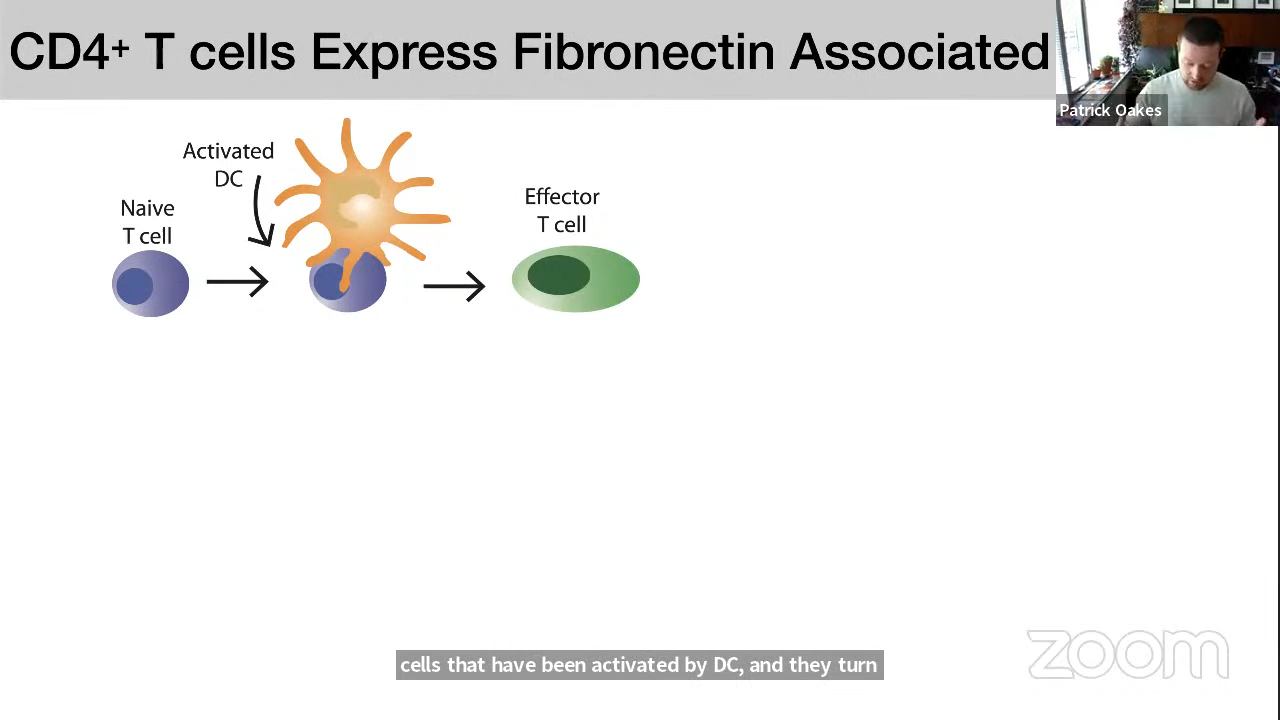 CD4+ T cells Express Fibronectin Associated
Patrick Oakes
Activated
DC
Naive
T cell
Effector
T cell
cells that have been activated by DC, and they turn
zoom